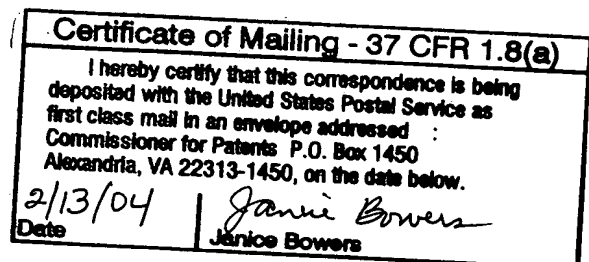 Certificate of Mailing - 37 CFR 1.8(a)
I hereby certify that this correspondence is being
deposited with the United States Postal Service as
first class mail in an envelope addressed :
Commissioner for Patents P.O. Box 1450
Alexandria, VA 22313-1450, on the date below.
2/13/04 Janice Bowers
Date Janice Bowers